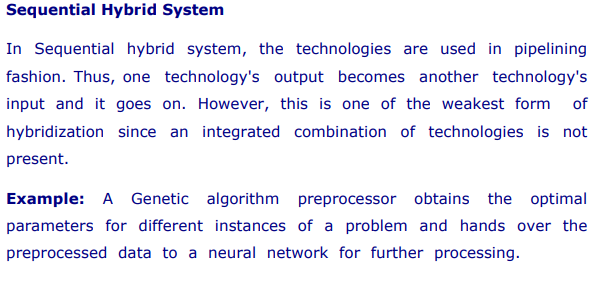 Sequential Hybrid System
In Sequential hybrid system, the technologies are used in pipelining
fashion. Thus, one technology's output becomes another technology's
input and it goes on. However, this is one of the weakest form of
hybridization since an integrated combination of technologies is not
present.
Example: A Genetic algorithm preprocessor obtains the optimal
parameters for different instances of a problem and hands over the
preprocessed data to a neural network for further processing.